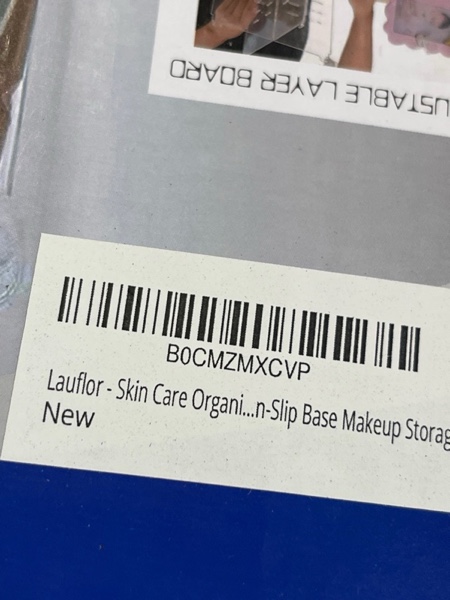 USTABLE LAYER BOARD
B0CMZMXCVP
Lauflor - Skin Care Organi...n-Slip Base Makeup Storag
New